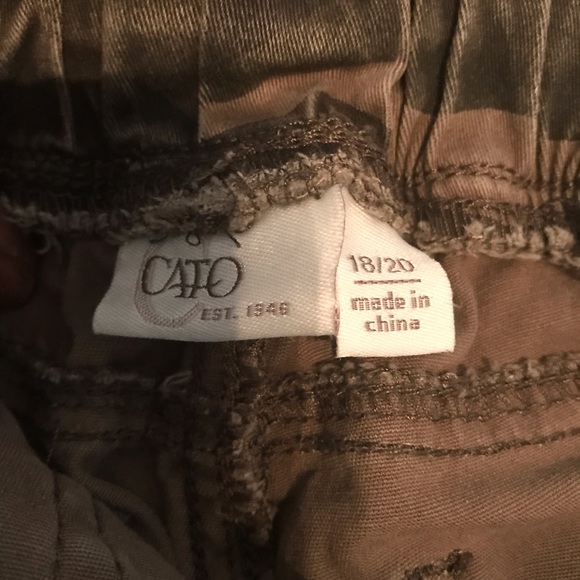 CATO
EST. 1946
18/20
made in
china